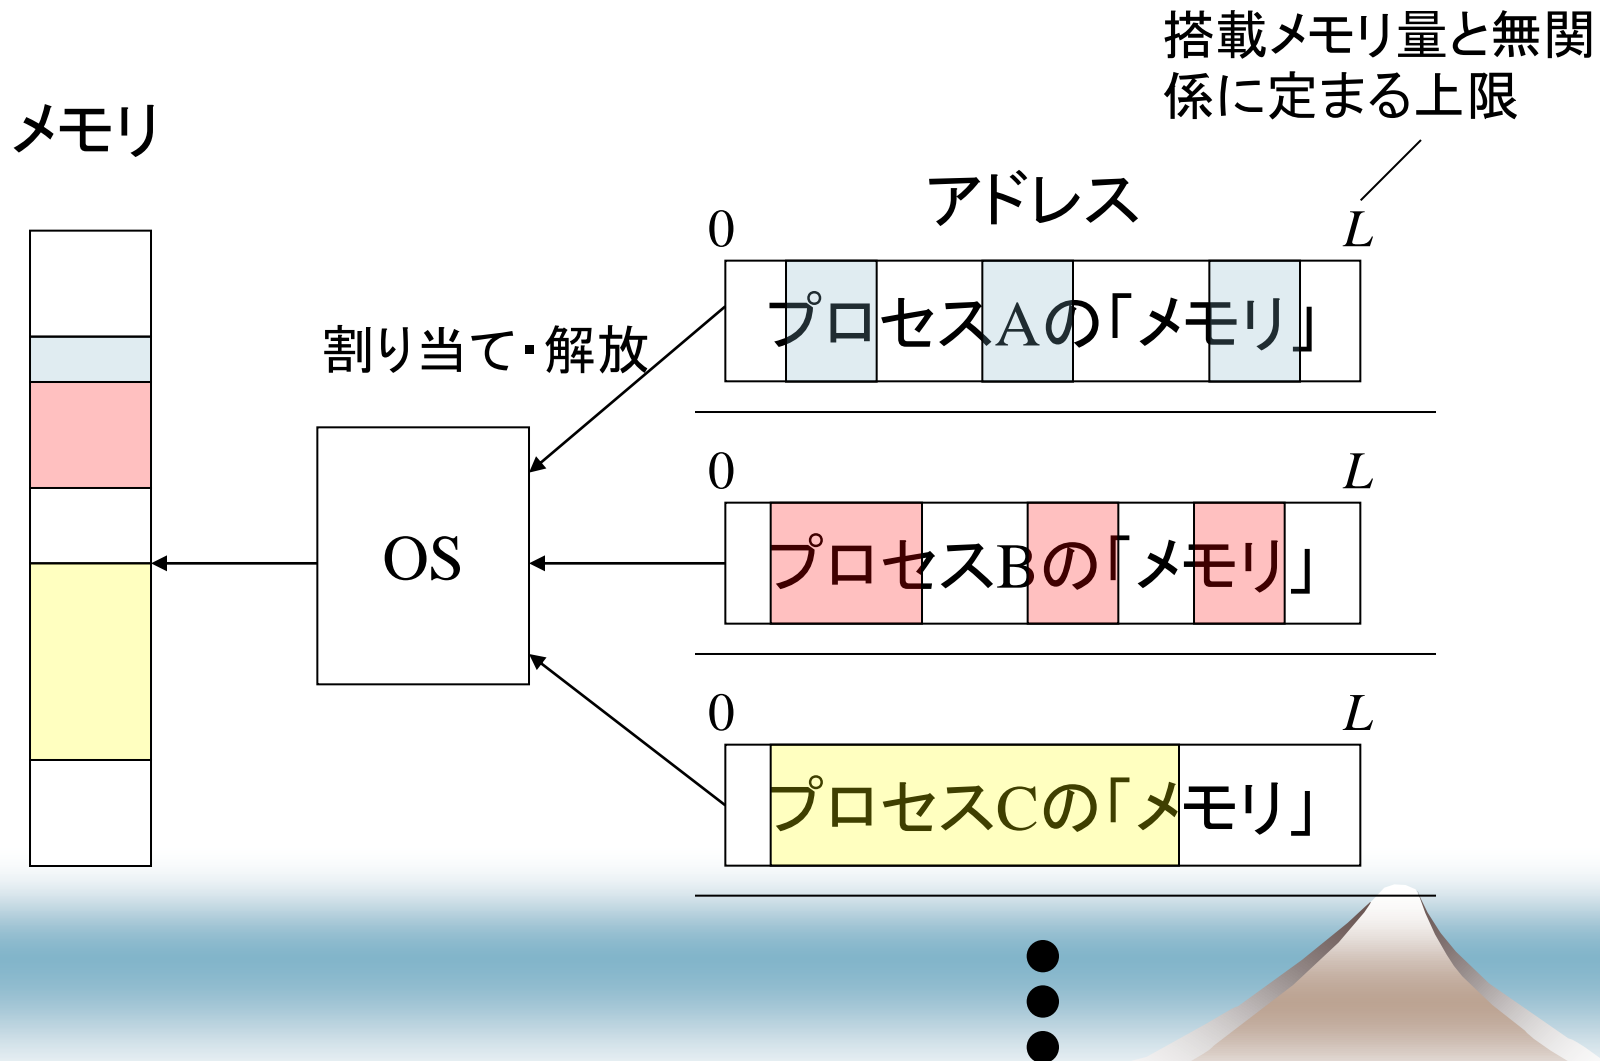 搭載メモリ量と無関
係に定まる上限
メモリ
アドレス
0
L
プロセスAの「メモリ」
割り当て・解放
0
L
OS
プロセスBの「メモリ」
0
L
プロセスCの「メモリ」